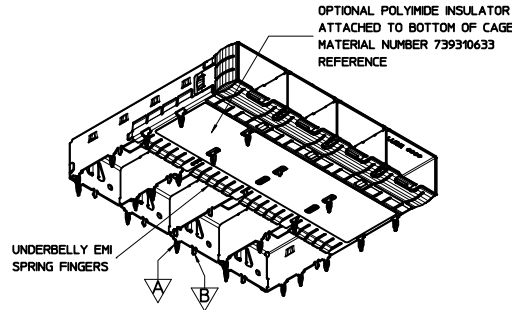 OPTIONAL POLYIMIDE INSULATOR
ATTACHED TO BOTTOM OF CAGE
MATERIAL NUMBER 739310633
REFERENCE
UNDERBELLY EMI
SPRING FINGERS
A
B